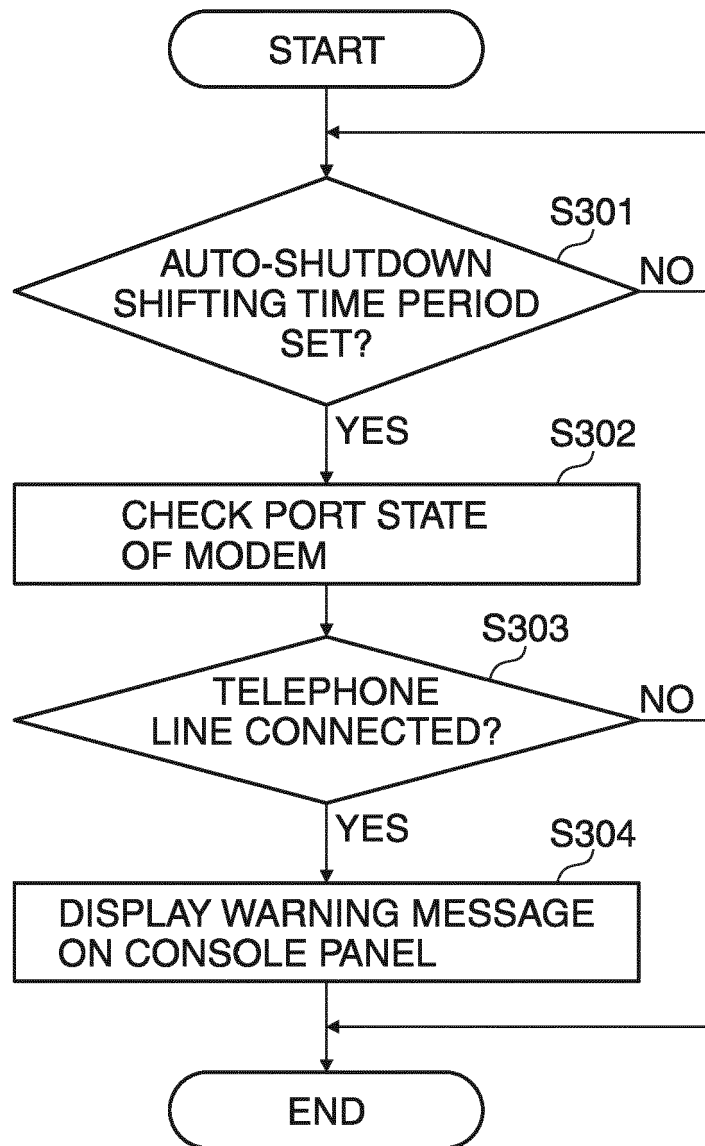 START
S301
AUTO-SHUTDOWN
SHIFTING TIME PERIOD
SET?
NO
YES
S302
CHECK PORT STATE
OF MODEM
S303
TELEPHONE
LINE CONNECTED?
NO
YES
S304
DISPLAY WARNING MESSAGE
ON CONSOLE PANEL
END